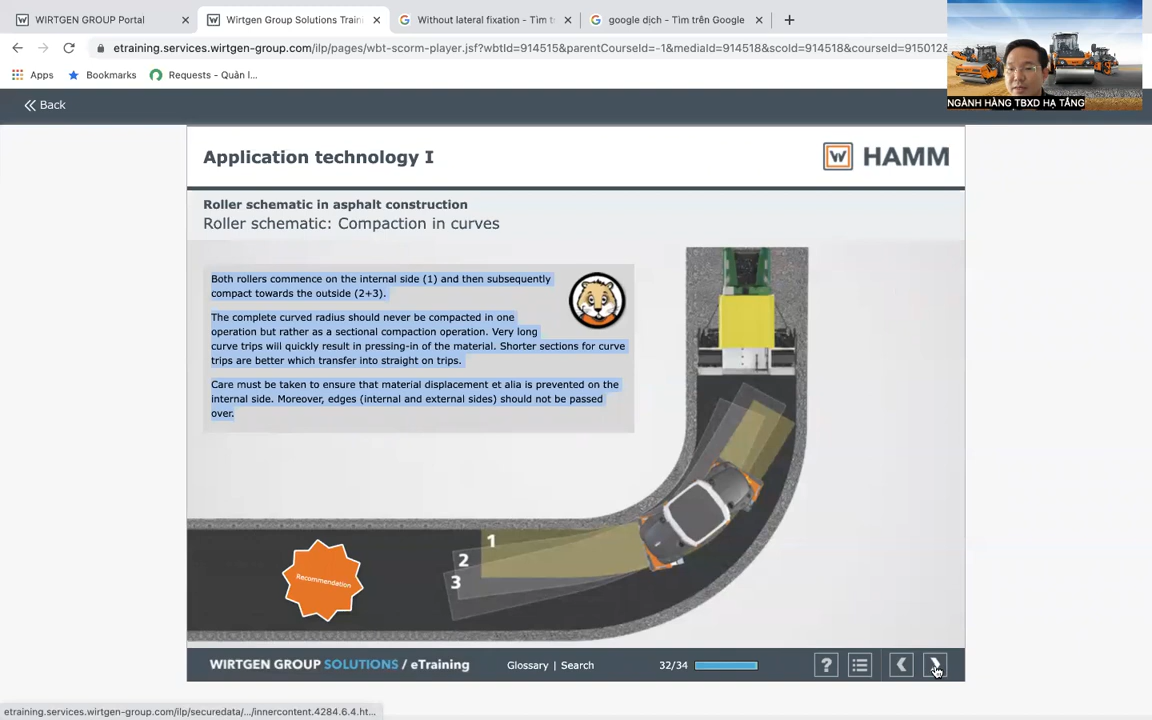 WIRTGEN GROUP Portal
Wirtgen Group Solutions Train
Without lateral fixation - Tìm t
google dịch - Tìm trên Google
etraining.services.wirtgen-group.com/ilp/pages/wbt-scorm-player.jsf?wbtId=914515&parentCourseId=-1&mediaId=914518&scoId=914518&courseId=915012&
Apps
Bookmarks
Requests - Quản l...
NGÀNH HÀNG TBXD HẠ TẦNG
Back
Application technology I
W HAMM
Roller schematic in asphalt construction
Roller schematic: Compaction in curves
Both rollers commence on the internal side (1) and then subsequently
compact towards the outside (2+3).
The complete curved radius should never be compacted in one
operation but rather as a sectional compaction operation. Very long
curve trips will quickly result in pressing-in of the material. Shorter sections for curve
trips are better which transfer into straight on trips.
Care must be taken to ensure that material displacement et alia is prevented on the
internal side. Moreover, edges (internal and external sides) should not be passed
over.
1
2
3
Recommendation
WIRTGEN GROUP SOLUTIONS / eTraining
Glossary | Search
32/34
?
etraining.services.wirtgen-group.com/ilp/securedata/.../innercontent.4284.6.4.ht...